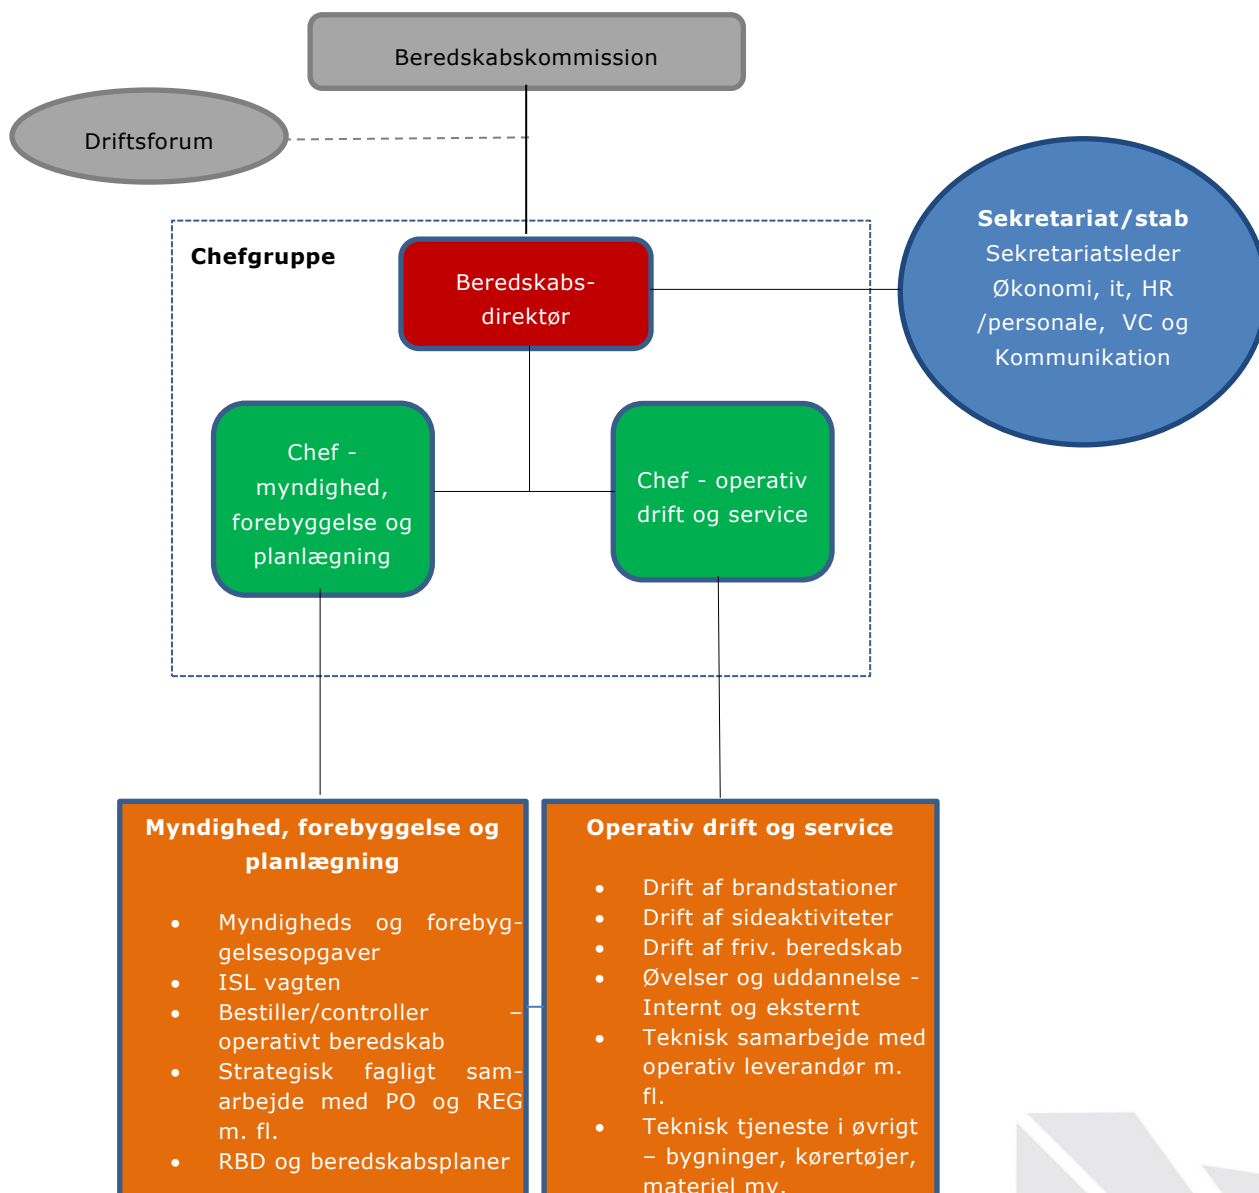 Beredskabskommission
Driftsforum
Sekretariat/stab
Sekretariatsleder
Økonomi, it, HR
/personale, VC og
Kommunikation
Chefgruppe
Beredskabs-
direktør
Chef -
myndighed,
forebyggelse og
planlægning
Chef - operativ
drift og service
Myndighed, forebyggelse og
planlægning
• Myndigheds og forebyg-
gelsesopgaver
• ISL vagten
• Bestiller/controller –
operativt beredskab
• Strategisk fagligt sam-
arbejde med PO og REG
m. fl.
• RBD og beredskabsplaner
Operativ drift og service
• Drift af brandstationer
• Drift af sideaktiviteter
• Drift af friv. beredskab
• Øvelser og uddannelse -
Internt og eksternt
• Teknisk samarbejde med
operativ leverandør m.
fl.
• Teknisk tjeneste i øvrigt
– bygninger, kørertøjer,
materiel mv.